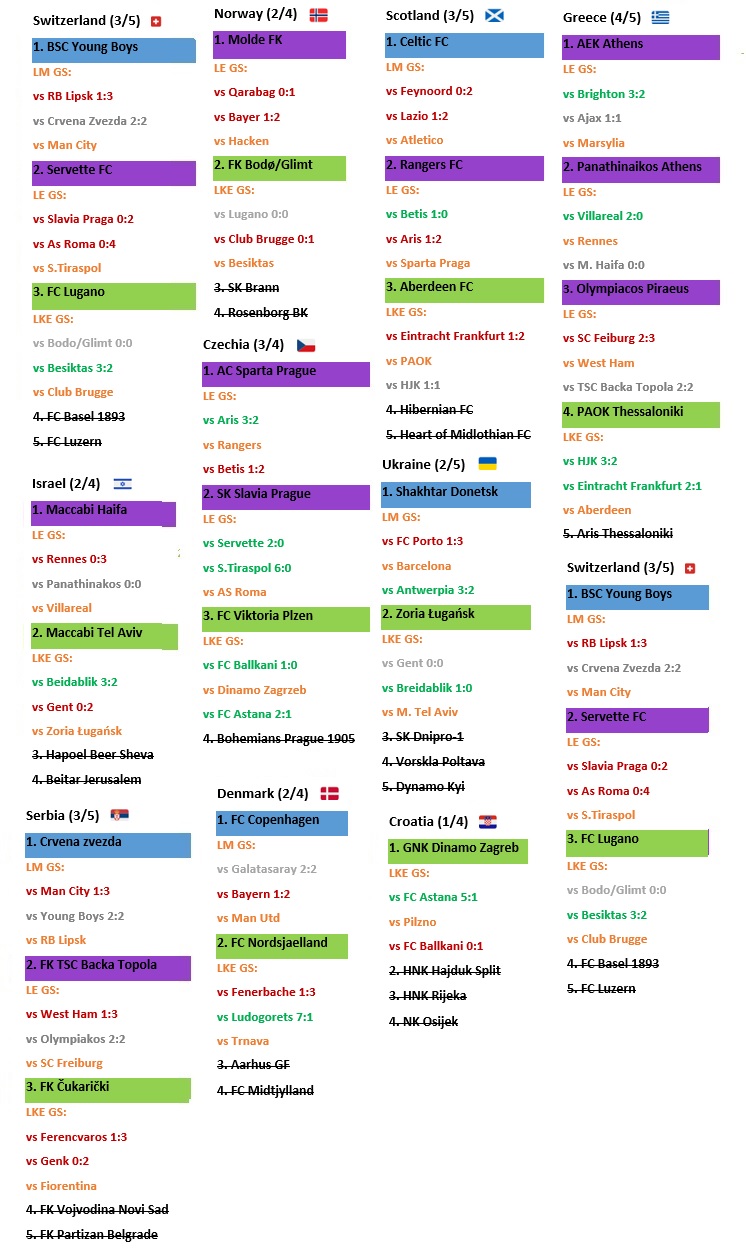 Switzerland (3/5)
1. BSC Young Boys
LM GS:
vs RB Lipsk 1:3
vs Crvena Zvezda 2:2
vs Man City
2. Servette FC
LE GS:
vs Slavia Praga 0:2
vs As Roma 0:4
vs S.Tiraspol
3. FC Lugano
LKE GS:
vs Bodo/Glimt 0:0
vs Besiktas 3:2
vs Club Brugge
4. FC Basel 1893
5. FC Luzern
Israel (2/4)
1. Maccabi Haifa
LE GS:
vs Rennes 0:3
vs Panathinakos 0:0
vs Villareal
2. Maccabi Tel Aviv
LKE GS:
vs Beidablik 3:2
vs Gent 0:2
vs Zoria Ługańsk
3. Hapoel Beer Sheva
4. Beitar Jerusalem
Serbia (3/5)
1. Crvena zvezda
LM GS:
vs Man City 1:3
vs Young Boys 2:2
vs RB Lipsk
2. FK TSC Backa Topola
LE GS:
vs West Ham 1:3
vs Olympiakos 2:2
vs SC Freiburg
3. FK Čukarički
LKE GS:
vs Ferencvaros 1:3
vs Genk 0:2
vs Fiorentina
4. FK Vojvodina Novi Sad
5. FK Partizan Belgrade
Norway (2/4)
1. Molde FK
LE GS:
vs Qarabag 0:1
vs Bayer 1:2
vs Hacken
2. FK Bodø/Glimt
LKE GS:
vs Lugano 0:0
vs Club Brugge 0:1
vs Besiktas
3. SK Brann
4. Rosenborg BK
Czechia (3/4)
1. AC Sparta Prague
LE GS:
vs Aris 3:2
vs Rangers
vs Betis 1:2
2. SK Slavia Prague
LE GS:
vs Servette 2:0
vs S.Tiraspol 6:0
vs AS Roma
3. FC Viktoria Plzen
LKE GS:
vs FC Ballkani 1:0
vs Dinamo Zagrzeb
vs FC Astana 2:1
4. Bohemians Prague 1905
Denmark (2/4)
1. FC Copenhagen
LM GS:
vs Galatasaray 2:2
vs Bayern 1:2
vs Man Utd
2. FC Nordsjaelland
LKE GS:
vs Fenerbache 1:3
vs Ludogorets 7:1
vs Trnava
3. Aarhus GF
4. FC Midtjylland
Scotland (3/5)
1. Celtic FC
LM GS:
vs Feynoord 0:2
vs Lazio 1:2
vs Atletico
2. Rangers FC
LE GS:
vs Betis 1:0
vs Aris 1:2
vs Sparta Praga
3. Aberdeen FC
LKE GS:
vs Eintracht Frankfurt 1:2
vs PAOK
vs HJK 1:1
4. Hibernian FC
5. Heart of Midlothian FC
Ukraine (2/5)
1. Shakhtar Donetsk
LM GS:
vs FC Porto 1:3
vs Barcelona
vs Antwerpia 3:2
2. Zoria Ługańsk
LKE GS:
vs Gent 0:0
vs Breidablik 1:0
vs M. Tel Aviv
3. SK Dnipro-1
4. Vorskla Poltava
5. Dynamo Kyi
Croatia (1/4)
1. GNK Dinamo Zagreb
LKE GS:
vs FC Astana 5:1
vs Pilzno
vs FC Ballkani 0:1
2. HNK Hajduk Split
3. HNK Rijeka
4. NK Osijek
Greece (4/5)
1. AEK Athens
LE GS:
vs Brighton 3:2
vs Ajax 1:1
vs Marsylia
2. Panathinaikos Athens
LE GS:
vs Villareal 2:0
vs Rennes
vs M. Haifa 0:0
3. Olympiacos Piraeus
LE GS:
vs SC Feiburg 2:3
vs West Ham
vs TSC Backa Topola 2:2
4. PAOK Thessaloniki
LKE GS:
vs HJK 3:2
vs Eintracht Frankfurt 2:1
vs Aberdeen
5. Aris Thessaloniki
Switzerland (3/5)
1. BSC Young Boys
LM GS:
vs RB Lipsk 1:3
vs Crvena Zvezda 2:2
vs Man City
2. Servette FC
LE GS:
vs Slavia Praga 0:2
vs As Roma 0:4
vs S.Tiraspol
3. FC Lugano
LKE GS:
vs Bodo/Glimt 0:0
vs Besiktas 3:2
vs Club Brugge
4. FC Basel 1893
5. FC Luzern